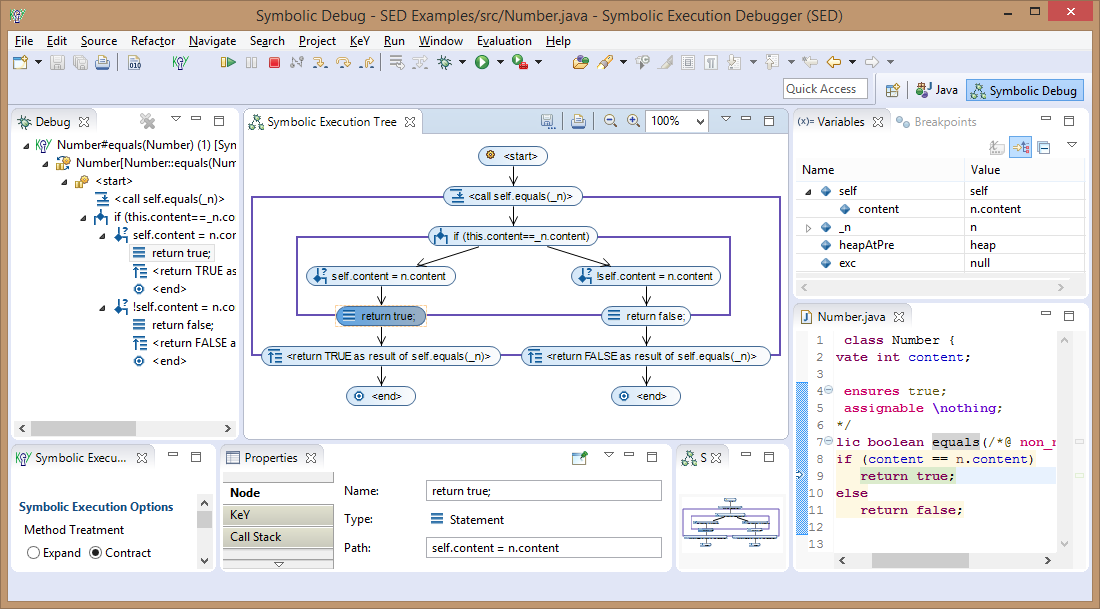 Symbolic Debug - SED Examples/src/Number.java - Symbolic Execution Debugger (SED)
File Edit Source Refactor Navigate Search Project KeY Run Window Evaluation Help
Quick Access
Java
Symbolic Debug
Debug
Number#equals(Number) (1) [Sym
Number[Number::equals(Num
<start>
<call self.equals(_n)>
if (this.content==_n.co
self.content = n.cor
return true;
<return TRUE as
<end>
!self.content = n.co
return false;
<return FALSE a
<end>
Symbolic Execution Tree
100%
<start>
<call self.equals(_n)>
if (this.content==_n.content)
self.content = n.content
!self.content = n.content
return true;
return false;
<return TRUE as result of self.equals(_n)>
<return FALSE as result of self.equals(_n)>
<end>
<end>
(x)= Variables
Breakpoints
Name Value
self self
content n.content
_n n
heapAtPre heap
exc null
Number.java
1 class Number {
2 vate int content;
3
4 ensures true;
5 assignable \nothing;
6 */
7 lic boolean equals(/*@ non_n
8 if (content == n.content)
9 return true;
10 else
11 return false;
12
13
KeY Symbolic Execu...
Symbolic Execution Options
Method Treatment
Expand Contract
Properties
Node
KeY
Call Stack
Name: return true;
Type: Statement
Path: self.content = n.content
S